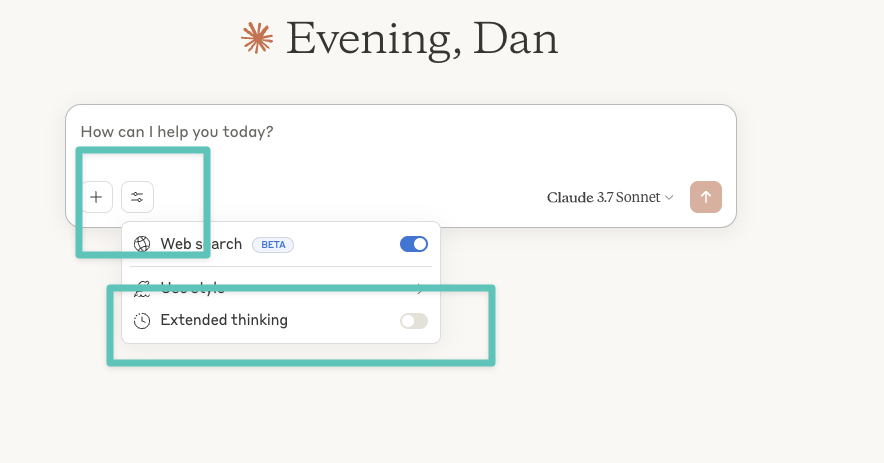 Evening, Dan
How can I help you today?
Claude 3.7 Sonnet
Web search BETA
Use style
Extended thinking